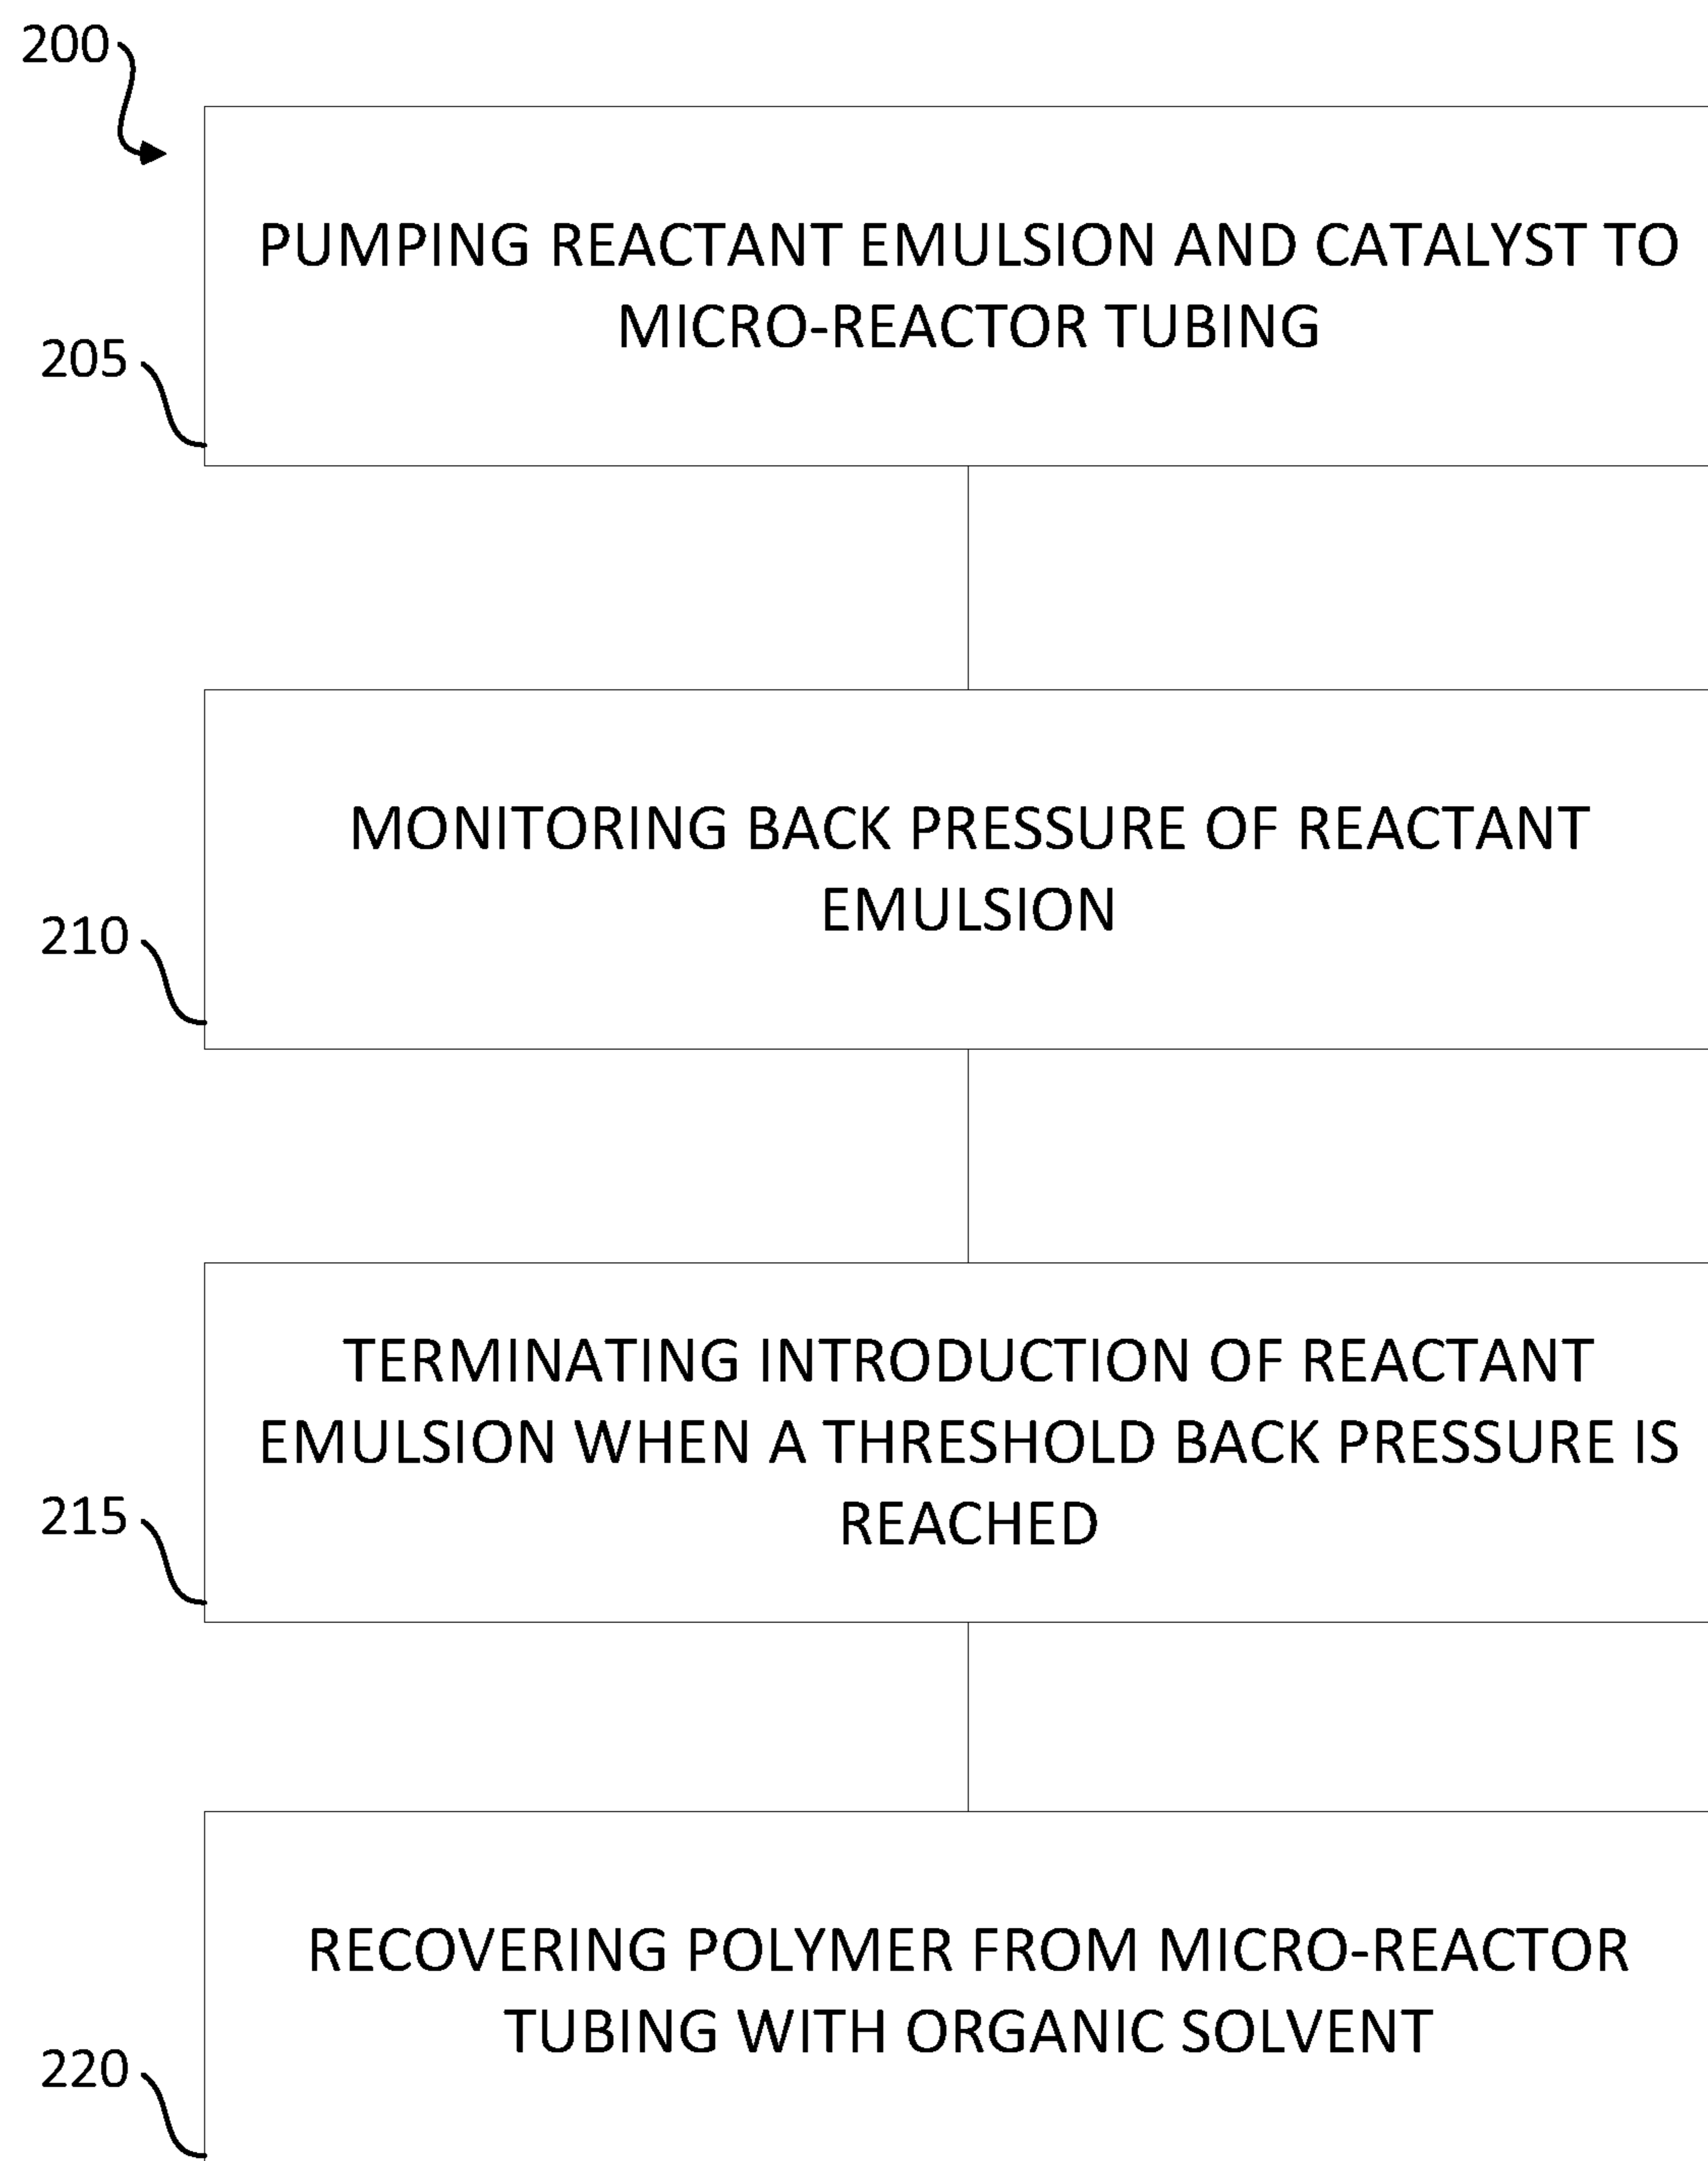 200
PUMPING REACTANT EMULSION AND CATALYST TO
MICRO-REACTOR TUBING
205
MONITORING BACK PRESSURE OF REACTANT
EMULSION
210
TERMINATING INTRODUCTION OF REACTANT
EMULSION WHEN A THRESHOLD BACK PRESSURE IS
REACHED
215
RECOVERING POLYMER FROM MICRO-REACTOR
TUBING WITH ORGANIC SOLVENT
220